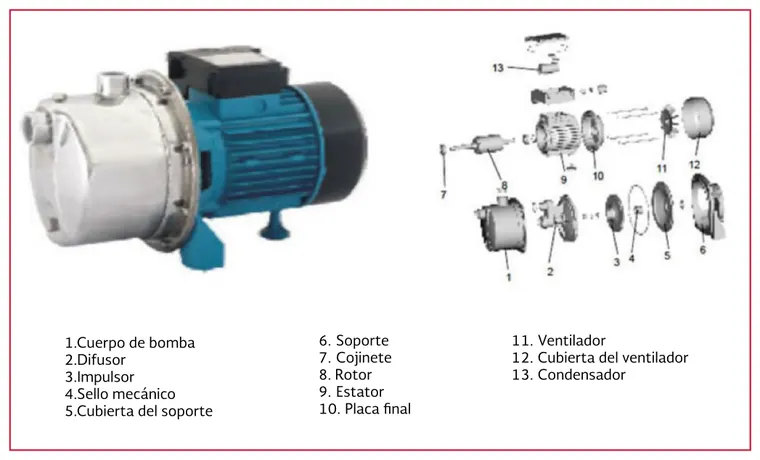 13
7
8
9
10
11
12
1
2
3
4
5
6
1.Cuerpo de bomba
2.Difusor
3.Impulsor
4.Sello mecánico
5.Cubierta del soporte
6. Soporte
7. Cojinete
8. Rotor
9. Estator
10. Placa final
11. Ventilador
12. Cubierta del ventilador
13. Condensador